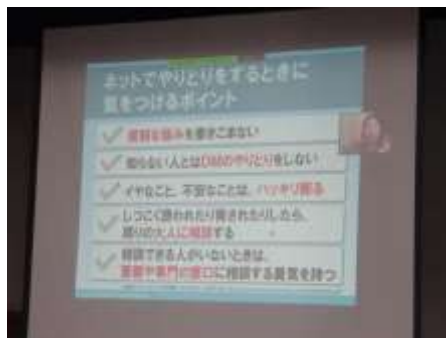 ネットでやりとりをするときに
気をつけるポイント
悩みを書きこまない
知らない人とはDMのやりとりをしない
イヤなこと、不安なことは、ハッキリ断る
しつこく誘われたり脅されたりしたら、
周りの大人に相談する
相談できる人がいないときは、
警察や専門の窓口に相談する勇気を持つ